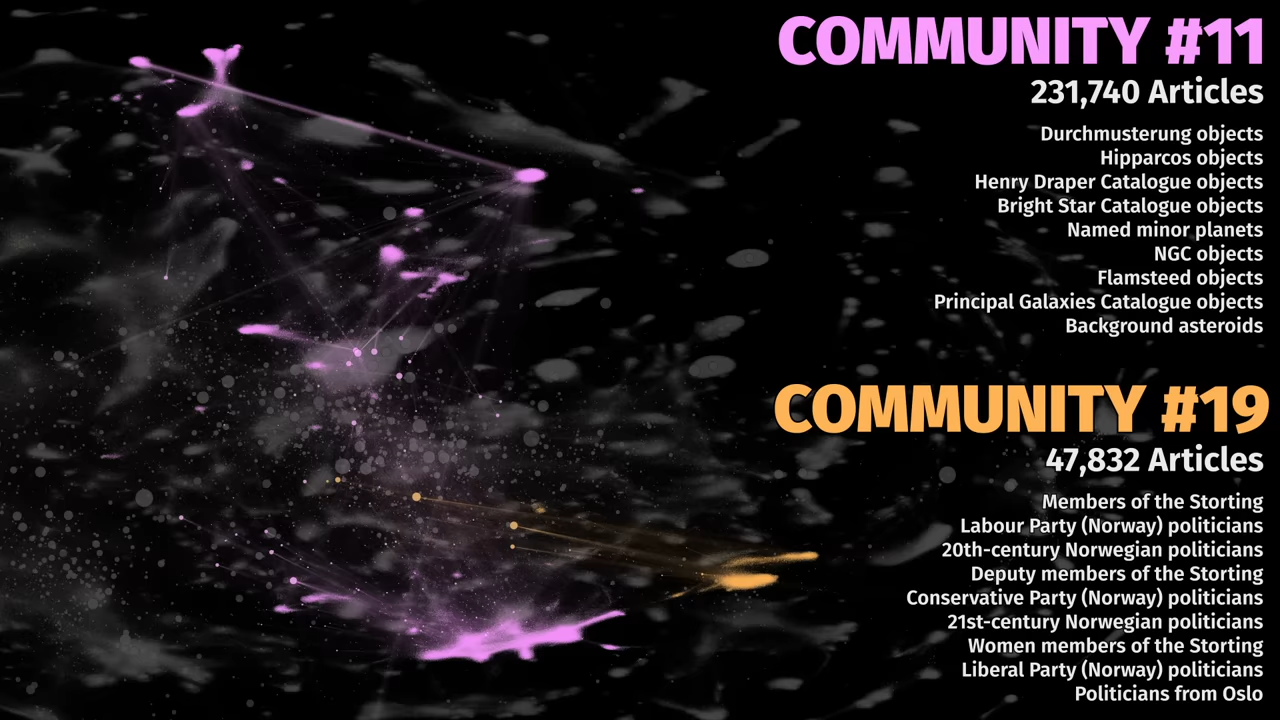 COMMUNITY #11
231,740 Articles
Durchmusterung objects
Hipparcos objects
Henry Draper Catalogue objects
Bright Star Catalogue objects
Named minor planets
NGC objects
Flamsteed objects
Principal Galaxies Catalogue objects
Background asteroids
COMMUNITY #19
47,832 Articles
Members of the Storting
Labour Party (Norway) politicians
20th-century Norwegian politicians
Deputy members of the Storting
Conservative Party (Norway) politicians
21st-century Norwegian politicians
Women members of the Storting
Liberal Party (Norway) politicians
Politicians from Oslo